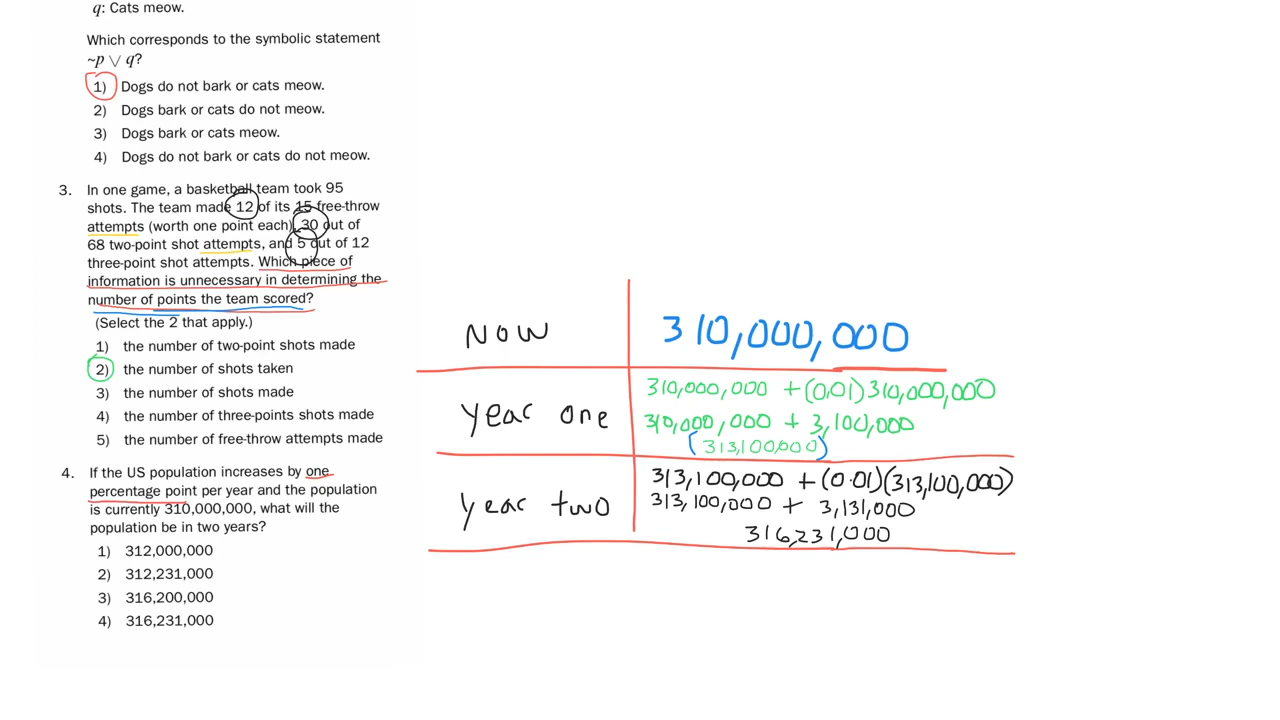 q: Cats meow.
Which corresponds to the symbolic statement
~p ∨ q?
1) Dogs do not bark or cats meow.
2) Dogs bark or cats do not meow.
3) Dogs bark or cats meow.
4) Dogs do not bark or cats do not meow.
3. In one game, a basketball team took 95
shots. The team made 12 of its 15 free-throw
attempts (worth one point each), 30 out of
68 two-point shot attempts, and 5 out of 12
three-point shot attempts. Which piece of
information is unnecessary in determining the
number of points the team scored?
(Select the 2 that apply.)
1) the number of two-point shots made
2) the number of shots taken
3) the number of shots made
4) the number of three-points shots made
5) the number of free-throw attempts made
4. If the US population increases by one
percentage point per year and the population
is currently 310,000,000, what will the
population be in two years?
1) 312,000,000
2) 312,231,000
3) 316,200,000
4) 316,231,000
NOW 310,000,000
year one 310,000,000 + (0.01) 310,000,000
310,000,000 + 3,100,000
(313,100,000)
year two 313,100,000 + (0.01)(313,100,000)
313,100,000 + 3,131,000
316,231,000